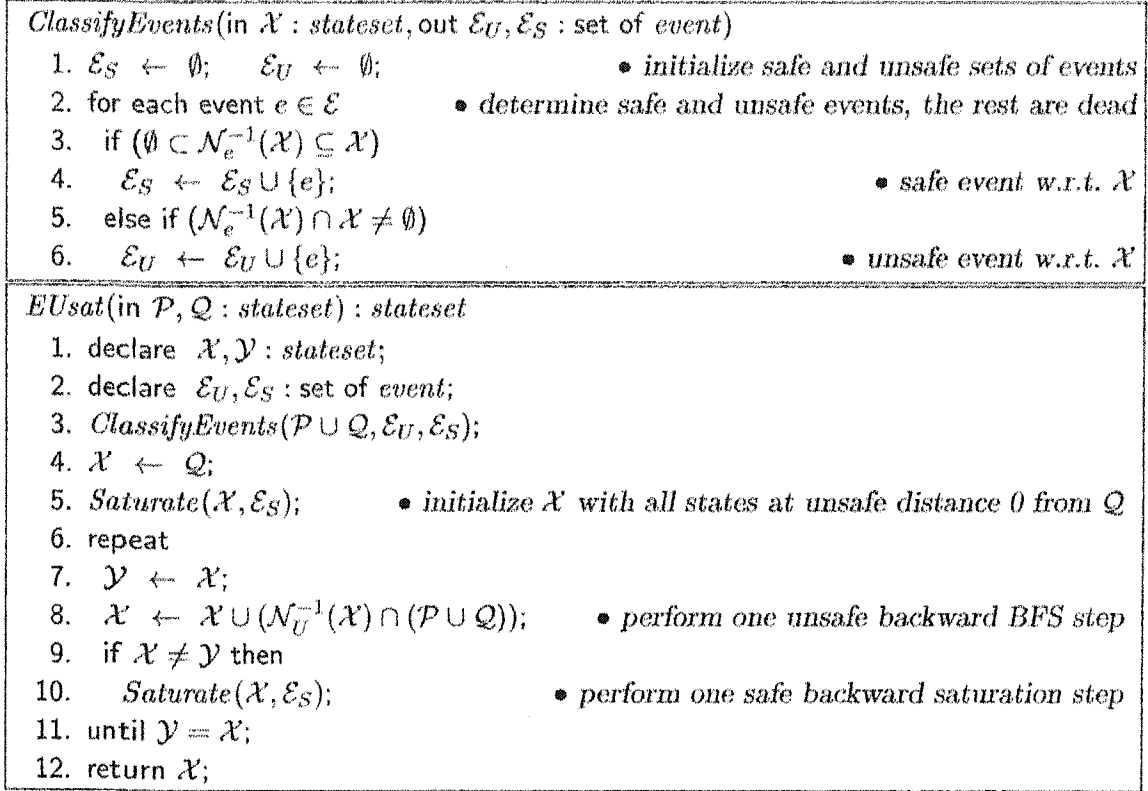 ClassifyEvents(in 𝒳 : stateset, out ℰ_U, ℰ_S : set of event)
1. ℰ_S ← ∅; ℰ_U ← ∅; • initialize safe and unsafe sets of events
2. for each event e ∈ ℰ • determine safe and unsafe events, the rest are dead
3. if (∅ ⊂ 𝒩_e^{-1}(𝒳) ⊆ 𝒳)
4. ℰ_S ← ℰ_S ∪ {e}; • safe event w.r.t. 𝒳
5. else if (𝒩_e^{-1}(𝒳) ∩ 𝒳 ≠ ∅)
6. ℰ_U ← ℰ_U ∪ {e}; • unsafe event w.r.t. 𝒳
EUsat(in 𝒫, 𝒬 : stateset) : stateset
1. declare 𝒳, 𝒴 : stateset;
2. declare ℰ_U, ℰ_S : set of event;
3. ClassifyEvents(𝒫 ∪ 𝒬, ℰ_U, ℰ_S);
4. 𝒳 ← 𝒬;
5. Saturate(𝒳, ℰ_S); • initialize 𝒳 with all states at unsafe distance 0 from 𝒬
6. repeat
7. 𝒴 ← 𝒳;
8. 𝒳 ← 𝒳 ∪ (𝒩_U^{-1}(𝒳) ∩ (𝒫 ∪ 𝒬)); • perform one unsafe backward BFS step
9. if 𝒳 ≠ 𝒴 then
10. Saturate(𝒳, ℰ_S); • perform one safe backward saturation step
11. until 𝒴 = 𝒳;
12. return 𝒳;